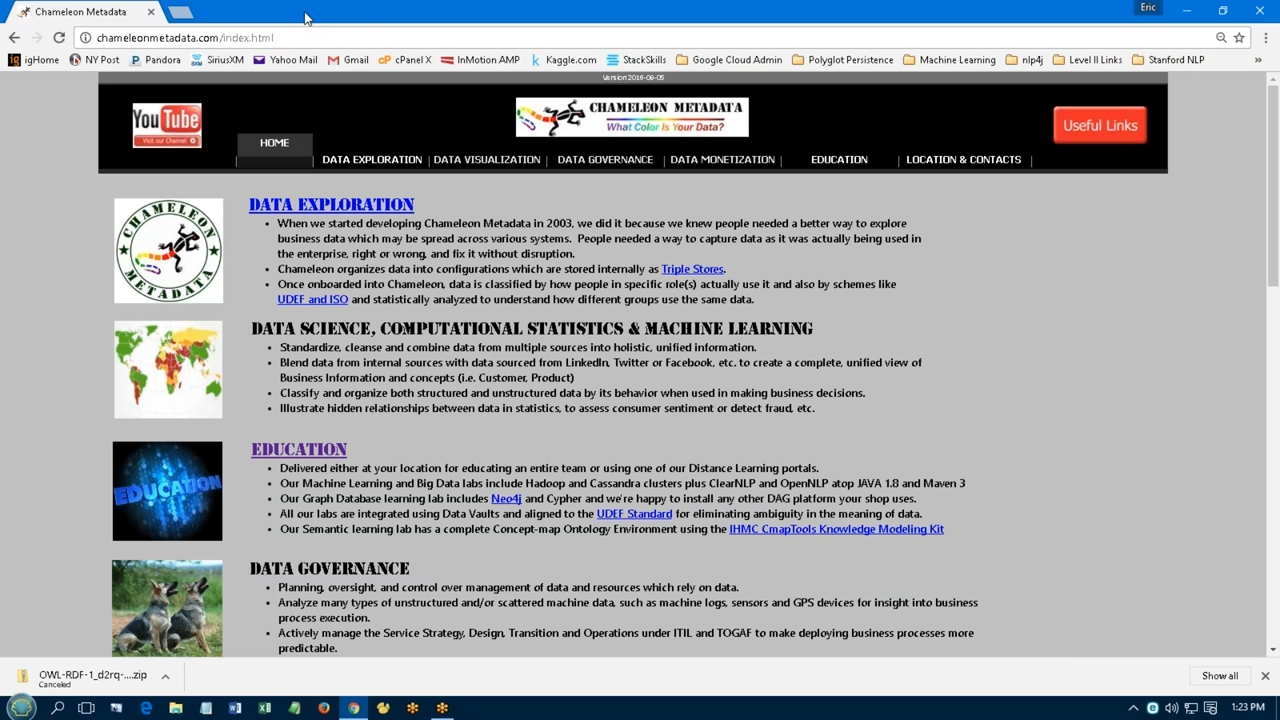 Chameleon Metadata
Eric
chameleonmetadata.com/index.html
igHome NY Post Pandora SiriusXM Yahoo Mail Gmail cPanel X InMotion AMP Kaggle.com StackSkills Google Cloud Admin Polyglot Persistence Machine Learning nlp4j Level II Links Stanford NLP »
Version 2016-09-05
You Tube
Visit our Channel
CHAMELEON METADATA
What Color Is Your Data?
Useful Links
HOME
DATA EXPLORATION DATA VISUALIZATION DATA GOVERNANCE DATA MONETIZATION EDUCATION LOCATION & CONTACTS
CHAMELEON
METADATA
DATA EXPLORATION
• When we started developing Chameleon Metadata in 2003, we did it because we knew people needed a better way to explore
business data which may be spread across various systems. People needed a way to capture data as it was actually being used in
the enterprise, right or wrong, and fix it without disruption.
• Chameleon organizes data into configurations which are stored internally as Triple Stores.
• Once onboarded into Chameleon, data is classified by how people in specific role(s) actually use it and also by schemes like
UDEF and ISO and statistically analyzed to understand how different groups use the same data.
DATA SCIENCE, COMPUTATIONAL STATISTICS & MACHINE LEARNING
• Standardize, cleanse and combine data from multiple sources into holistic, unified information.
• Blend data from internal sources with data sourced from LinkedIn, Twitter or Facebook, etc. to create a complete, unified view of
Business Information and concepts (i.e. Customer, Product)
• Classify and organize both structured and unstructured data by its behavior when used in making business decisions.
• Illustrate hidden relationships between data in statistics, to assess consumer sentiment or detect fraud, etc.
EDUCATION
EDUCATION
• Delivered either at your location for educating an entire team or using one of our Distance Learning portals.
• Our Machine Learning and Big Data labs include Hadoop and Cassandra clusters plus ClearNLP and OpenNLP atop JAVA 1.8 and Maven 3
• Our Graph Database learning lab includes Neo4j and Cypher and we're happy to install any other DAG platform your shop uses.
• All our labs are integrated using Data Vaults and aligned to the UDEF Standard for eliminating ambiguity in the meaning of data.
• Our Semantic learning lab has a complete Concept-map Ontology Environment using the IHMC CmapTools Knowledge Modeling Kit
DATA GOVERNANCE
• Planning, oversight, and control over management of data and resources which rely on data.
• Analyze many types of unstructured and/or scattered machine data, such as machine logs, sensors and GPS devices for insight into business
process execution.
• Actively manage the Service Strategy, Design, Transition and Operations under ITIL and TOGAF to make deploying business processes more
predictable.
OWL-RDF-1_d2rq-....zip
Canceled
Show all
1:23 PM